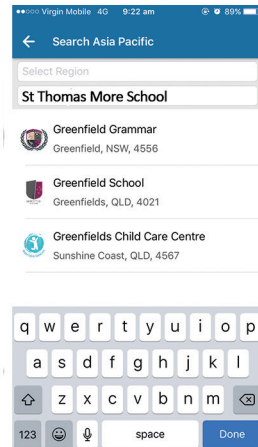 Virgin Mobile 4G 9:22 am 89%
Search Asia Pacific
Select Region
St Thomas More School
Greenfield Grammar
Greenfield, NSW, 4556
Greenfield School
Greenfields, QLD, 4021
Greenfields Child Care Centre
Sunshine Coast, QLD, 4567
q w e r t y u i o p
a s d f g h j k l
z x c v b n m
123 space Done